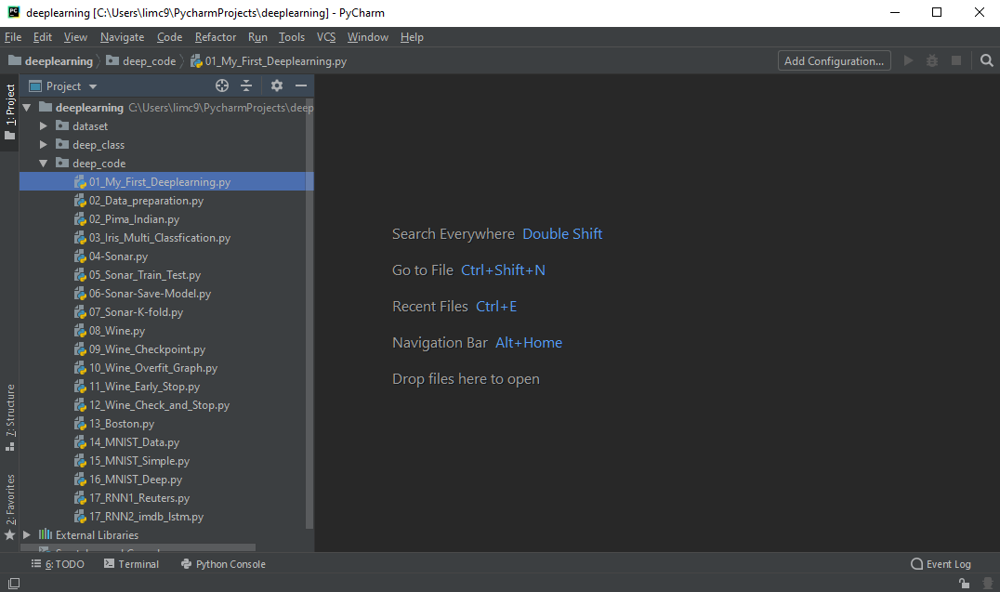 deeplearning [C:\Users\limc9\PycharmProjects\deeplearning] - PyCharm
File Edit View Navigate Code Refactor Run Tools VCS Window Help
deeplearning deep_code 01_My_First_Deeplearning.py Add Configuration...
1: Project
Project
deeplearning C:\Users\limc9\PycharmProjects\deep
dataset
deep_class
deep_code
01_My_First_Deeplearning.py
02_Data_preparation.py
02_Pima_Indian.py
03_Iris_Multi_Classfication.py
04-Sonar.py
05_Sonar_Train_Test.py
06-Sonar-Save-Model.py
07_Sonar-K-fold.py
08_Wine.py
09_Wine_Checkpoint.py
10_Wine_Overfit_Graph.py
11_Wine_Early_Stop.py
12_Wine_Check_and_Stop.py
13_Boston.py
14_MNIST_Data.py
15_MNIST_Simple.py
16_MNIST_Deep.py
17_RNN1_Reuters.py
17_RNN2_imdb_lstm.py
External Libraries
Search Everywhere Double Shift
Go to File Ctrl+Shift+N
Recent Files Ctrl+E
Navigation Bar Alt+Home
Drop files here to open
7: Structure
2: Favorites
6: TODO Terminal Python Console Event Log